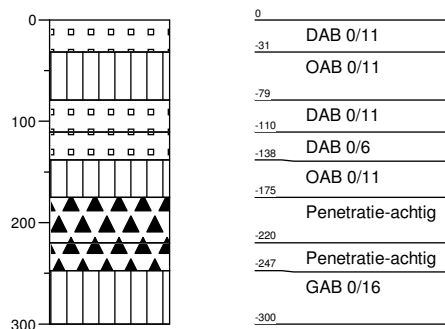 0
100
200
300
0
DAB 0/11
-31
OAB 0/11
-79
DAB 0/11
-110
DAB 0/6
-138
OAB 0/11
-175
Penetratie-achtig
-220
Penetratie-achtig
-247
GAB 0/16
-300